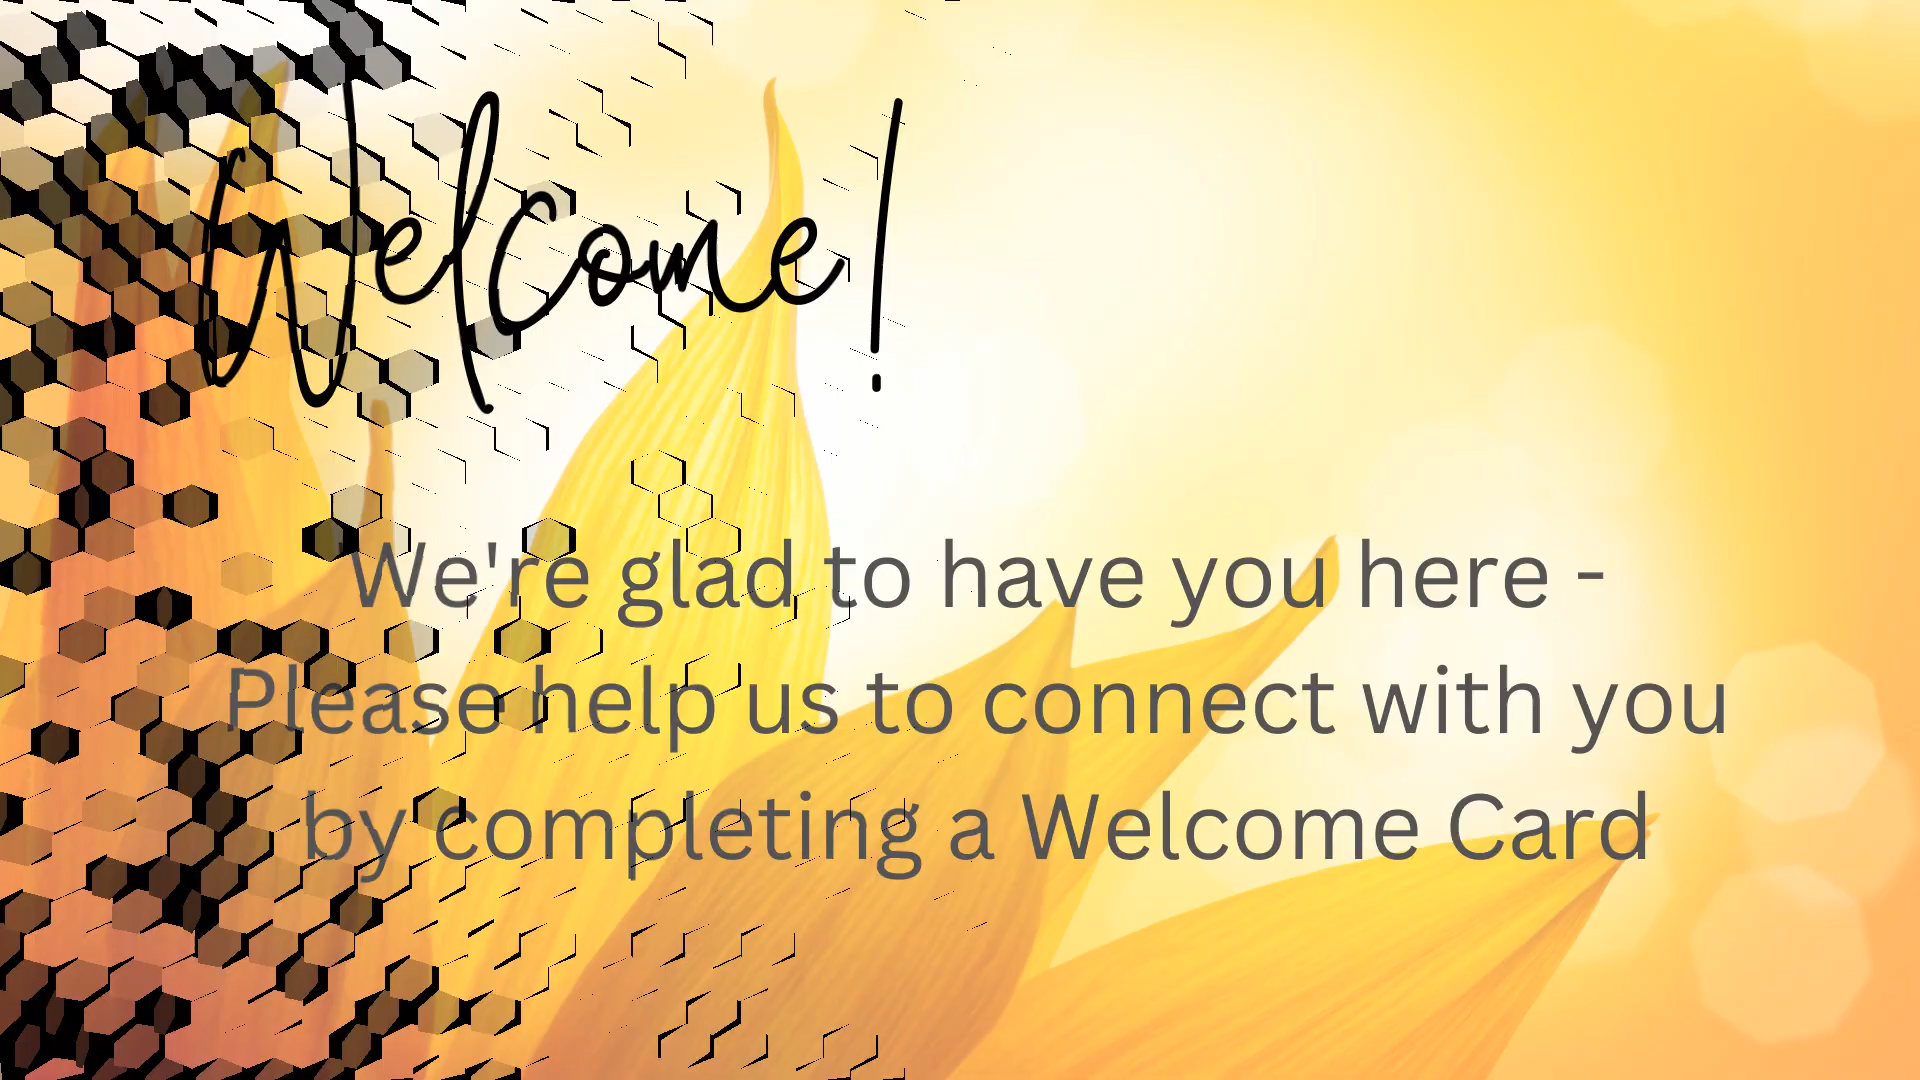 Welcome!
We're glad to have you here -
Please help us to connect with you
by completing a Welcome Card